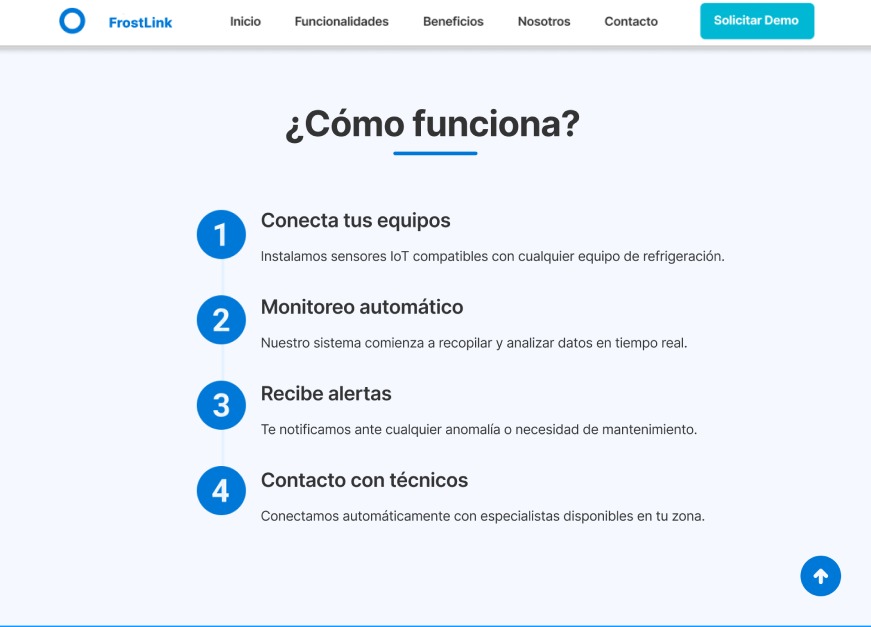 FrostLink Inicio Funcionalidades Beneficios Nosotros Contacto Solicitar Demo
¿Cómo funciona?
1 Conecta tus equipos
Instalamos sensores IoT compatibles con cualquier equipo de refrigeración.
2 Monitoreo automático
Nuestro sistema comienza a recopilar y analizar datos en tiempo real.
3 Recibe alertas
Te notificamos ante cualquier anomalía o necesidad de mantenimiento.
4 Contacto con técnicos
Conectamos automáticamente con especialistas disponibles en tu zona.